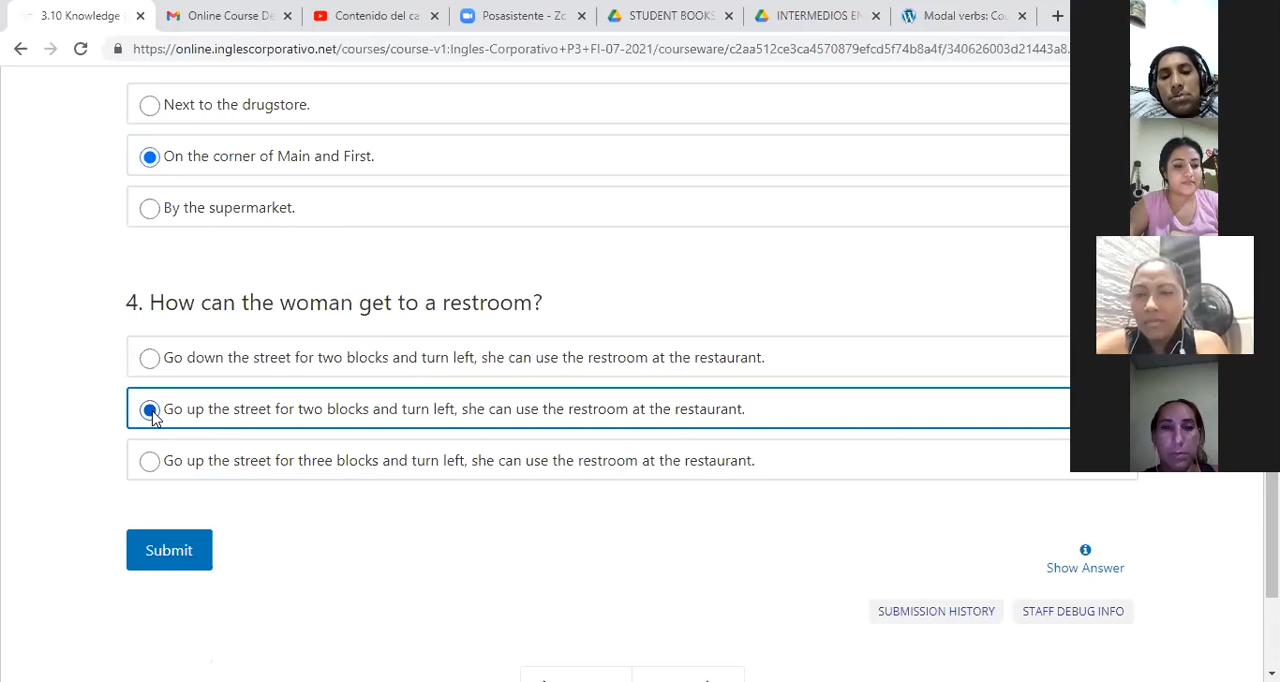 3.10 Knowledge
Online Course De
Contenido del ca
Posasistente - Zo
STUDENT BOOKS
INTERMEDIOS EN
Modal verbs: Cou
https://online.inglescorporativo.net/courses/course-v1:Ingles-Corporativo+P3+FI-07-2021/courseware/c2aa512ce3ca4570879efcd5f74b8a4f/340626003d21443a8.
Next to the drugstore.
On the corner of Main and First.
By the supermarket.
4. How can the woman get to a restroom?
Go down the street for two blocks and turn left, she can use the restroom at the restaurant.
Go up the street for two blocks and turn left, she can use the restroom at the restaurant.
Go up the street for three blocks and turn left, she can use the restroom at the restaurant.
Submit
Show Answer
SUBMISSION HISTORY
STAFF DEBUG INFO